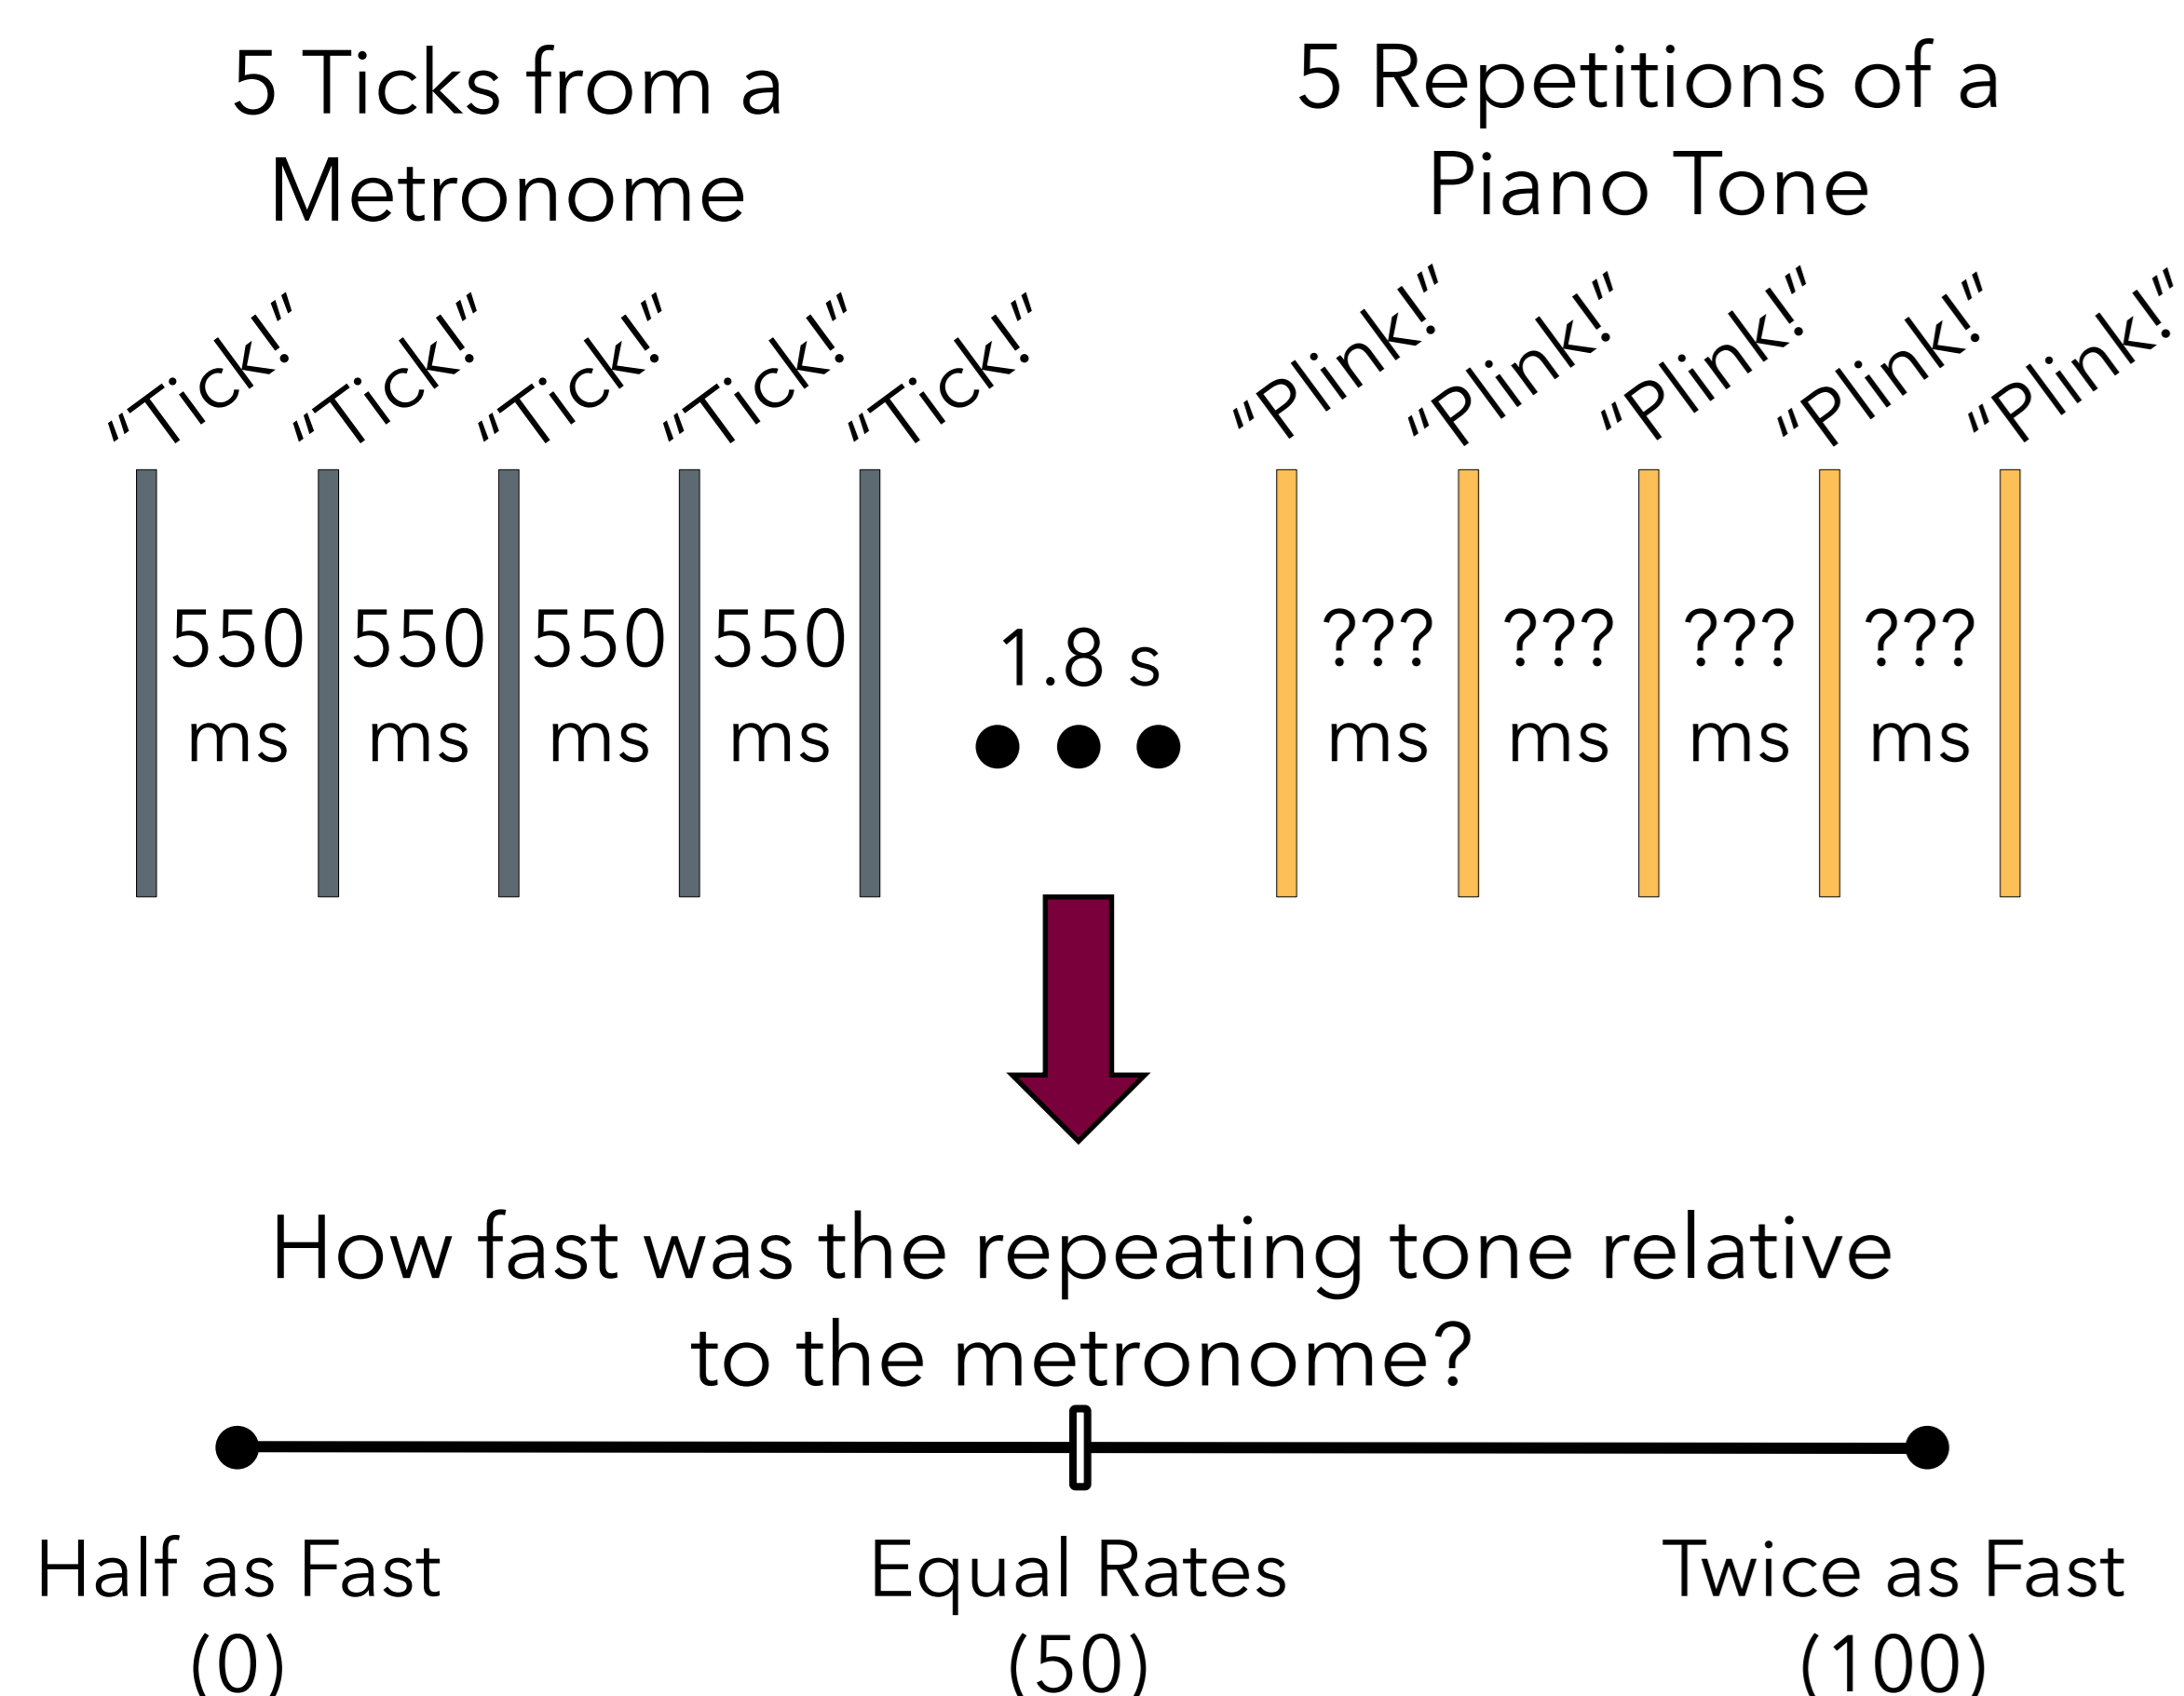 5 Ticks from a
Metronome
5 Repetitions of a
Piano Tone
“Tick!” “Tick!” “Tick!” “Tick!” “Tick!”
“Plink!” “Plink!” “Plink!” “Plink!” “Plink!”
550 550 550 550
ms ms ms ms
1.8 s
??? ??? ??? ???
ms ms ms ms
How fast was the repeating tone relative
to the metronome?
Half as Fast
(0)
Equal Rates
(50)
Twice as Fast
(100)